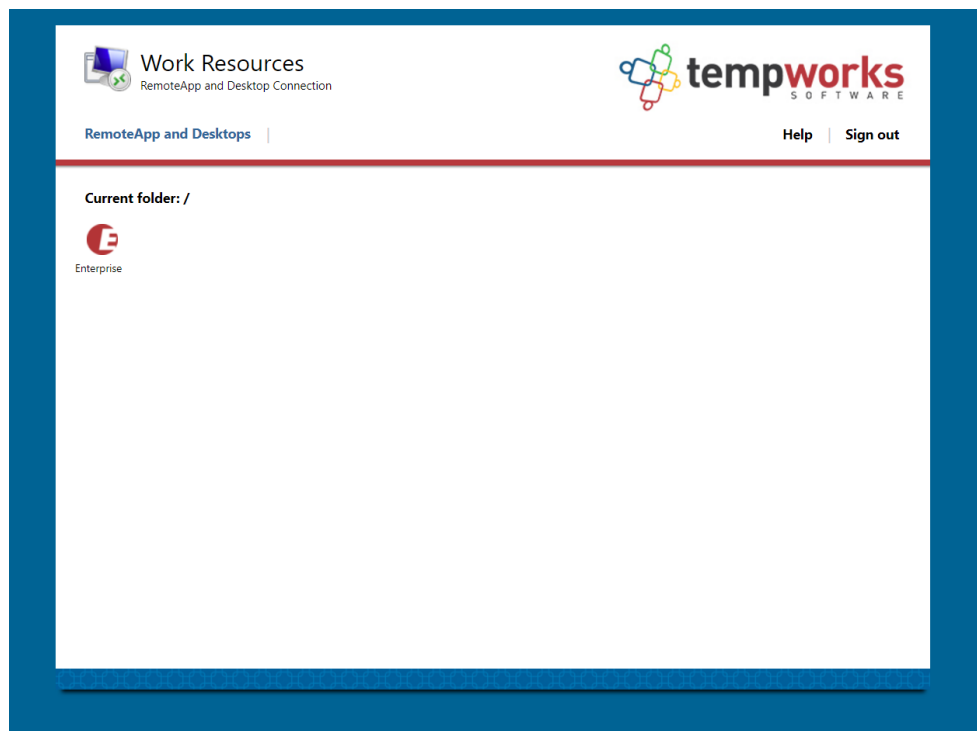 Work Resources
RemoteApp and Desktop Connection
tempworks
SOFTWARE
RemoteApp and Desktops |
Help | Sign out
Current folder: /
E
Enterprise